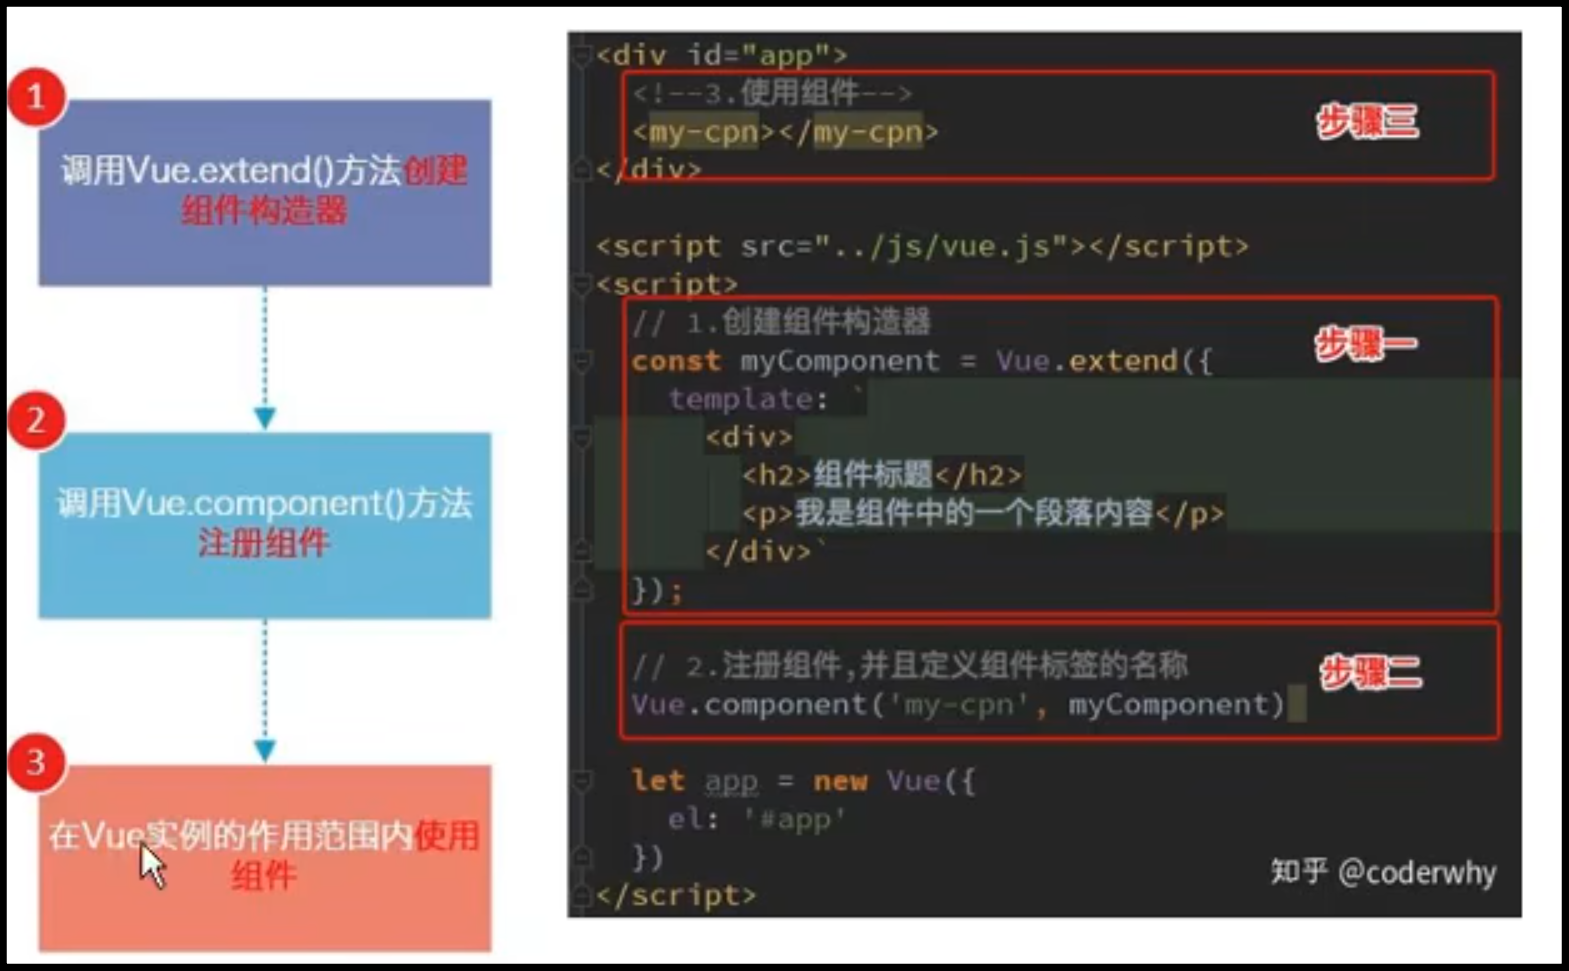 1
调用Vue.extend()方法创建
组件构造器
2
调用Vue.component()方法
注册组件
3
在Vue实例的作用范围内使用
组件
<div id="app">
<!--3.使用组件-->
步骤三
<my-cpn></my-cpn>
</div>
<script src="../js/vue.js"></script>
<script>
// 1.创建组件构造器
步骤一
const myComponent = Vue.extend({
template: `
<div>
<h2>组件标题</h2>
<p>我是组件中的一个段落内容</p>
</div>`
});
// 2.注册组件,并且定义组件标签的名称
步骤二
Vue.component('my-cpn', myComponent)
let app = new Vue({
el: '#app'
})
知乎 @coderwhy
</script>